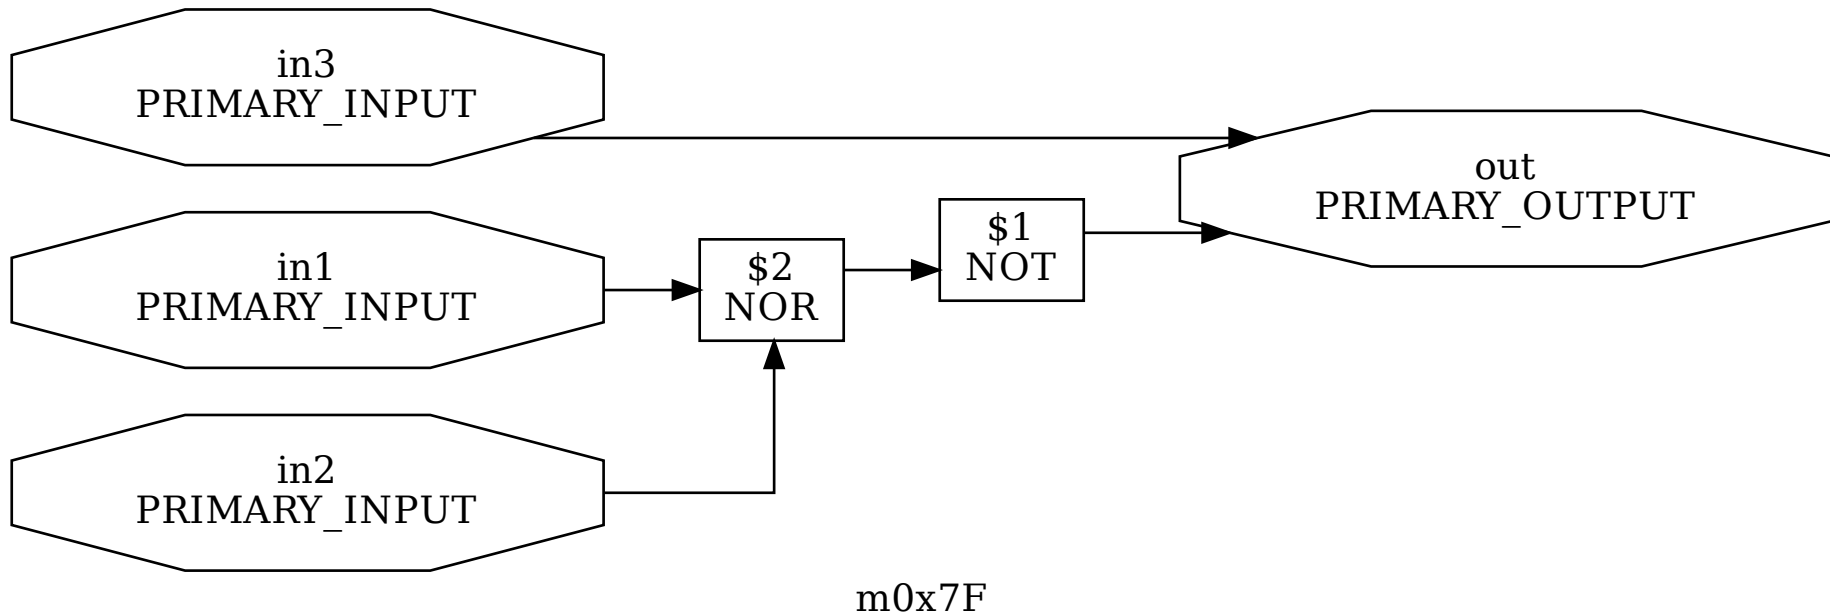 in3
PRIMARY_INPUT
out
PRIMARY_OUTPUT
$1
NOT
in1
PRIMARY_INPUT
$2
NOR
in2
PRIMARY_INPUT
m0x7F